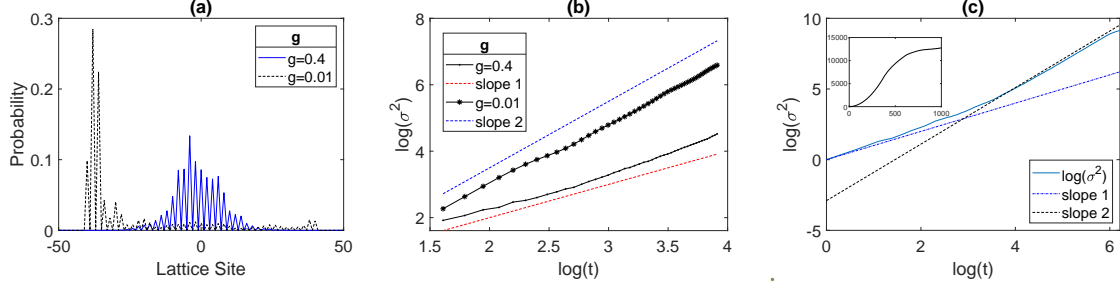 (a)
0.3
0.2
0.1
0
-50
0
50
Probability
Lattice Site
g
g=0.4
g=0.01
(b)
8
6
4
2
1.5
2
2.5
3
3.5
4
log(σ²)
log(t)
g
g=0.4
slope 1
g=0.01
slope 2
(c)
10
5
0
-5
0
2
4
6
log(σ²)
log(t)
15000
10000
5000
0
0
500
1000
log(σ²)
slope 1
slope 2